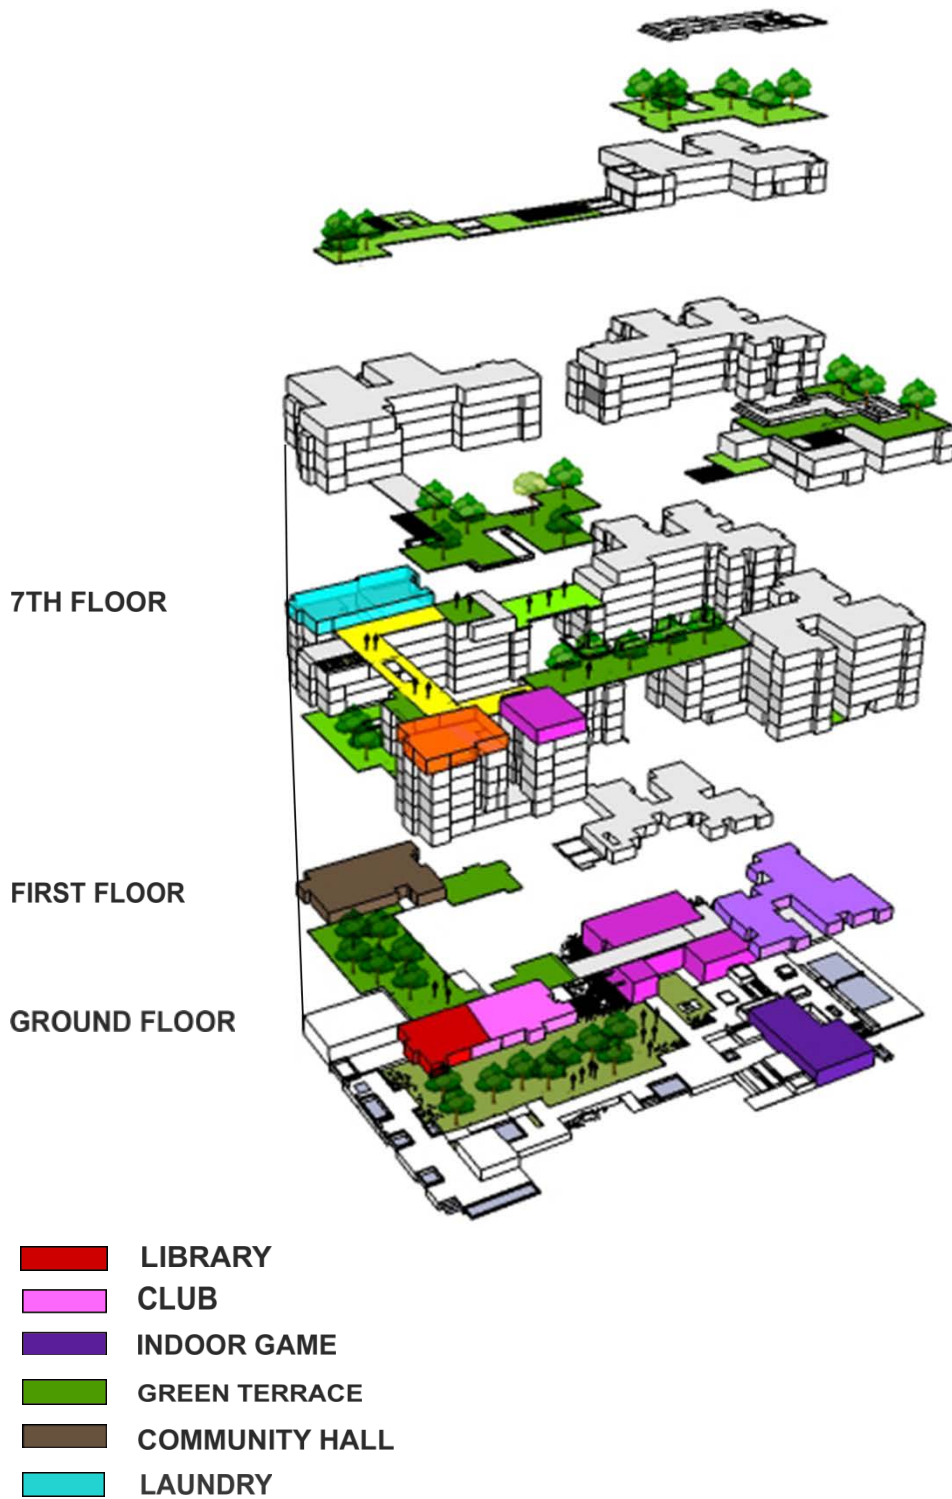 7TH FLOOR
FIRST FLOOR
GROUND FLOOR
LIBRARY
CLUB
INDOOR GAME
GREEN TERRACE
COMMUNITY HALL
LAUNDRY